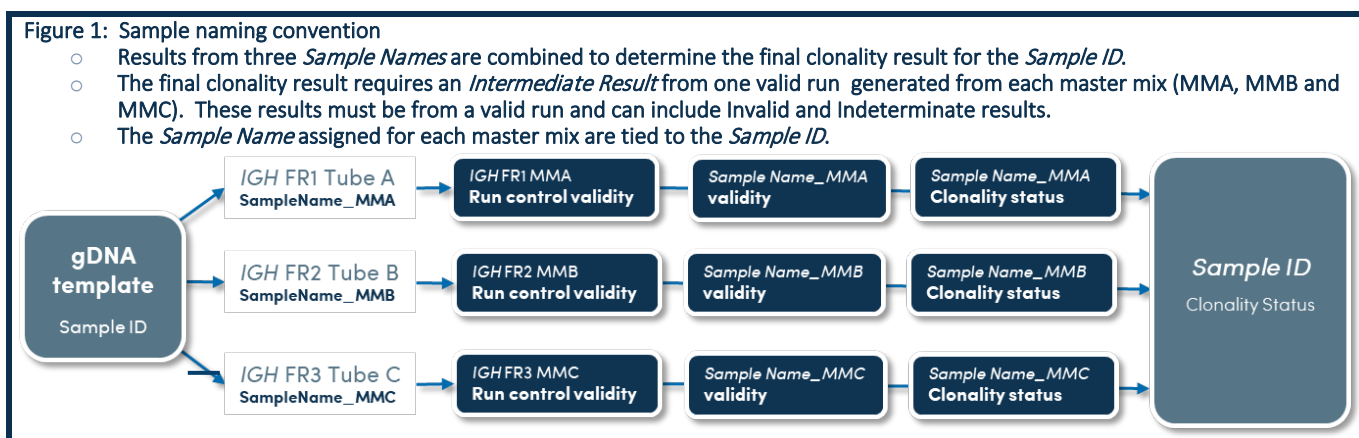 Figure 1: Sample naming convention
○ Results from three Sample Names are combined to determine the final clonality result for the Sample ID.
○ The final clonality result requires an Intermediate Result from one valid run generated from each master mix (MMA, MMB and
MMC). These results must be from a valid run and can include Invalid and Indeterminate results.
○ The Sample Name assigned for each master mix are tied to the Sample ID.
gDNA
template
Sample ID
IGH FR1 Tube A
SampleName_MMA
IGH FR1 MMA
Run control validity
Sample Name_MMA
validity
Sample Name_MMA
Clonality status
IGH FR2 Tube B
SampleName_MMB
IGH FR2 MMB
Run control validity
Sample Name_MMB
validity
Sample Name_MMB
Clonality status
IGH FR3 Tube C
SampleName_MMC
IGH FR3 MMC
Run control validity
Sample Name_MMC
validity
Sample Name_MMC
Clonality status
Sample ID
Clonality Status